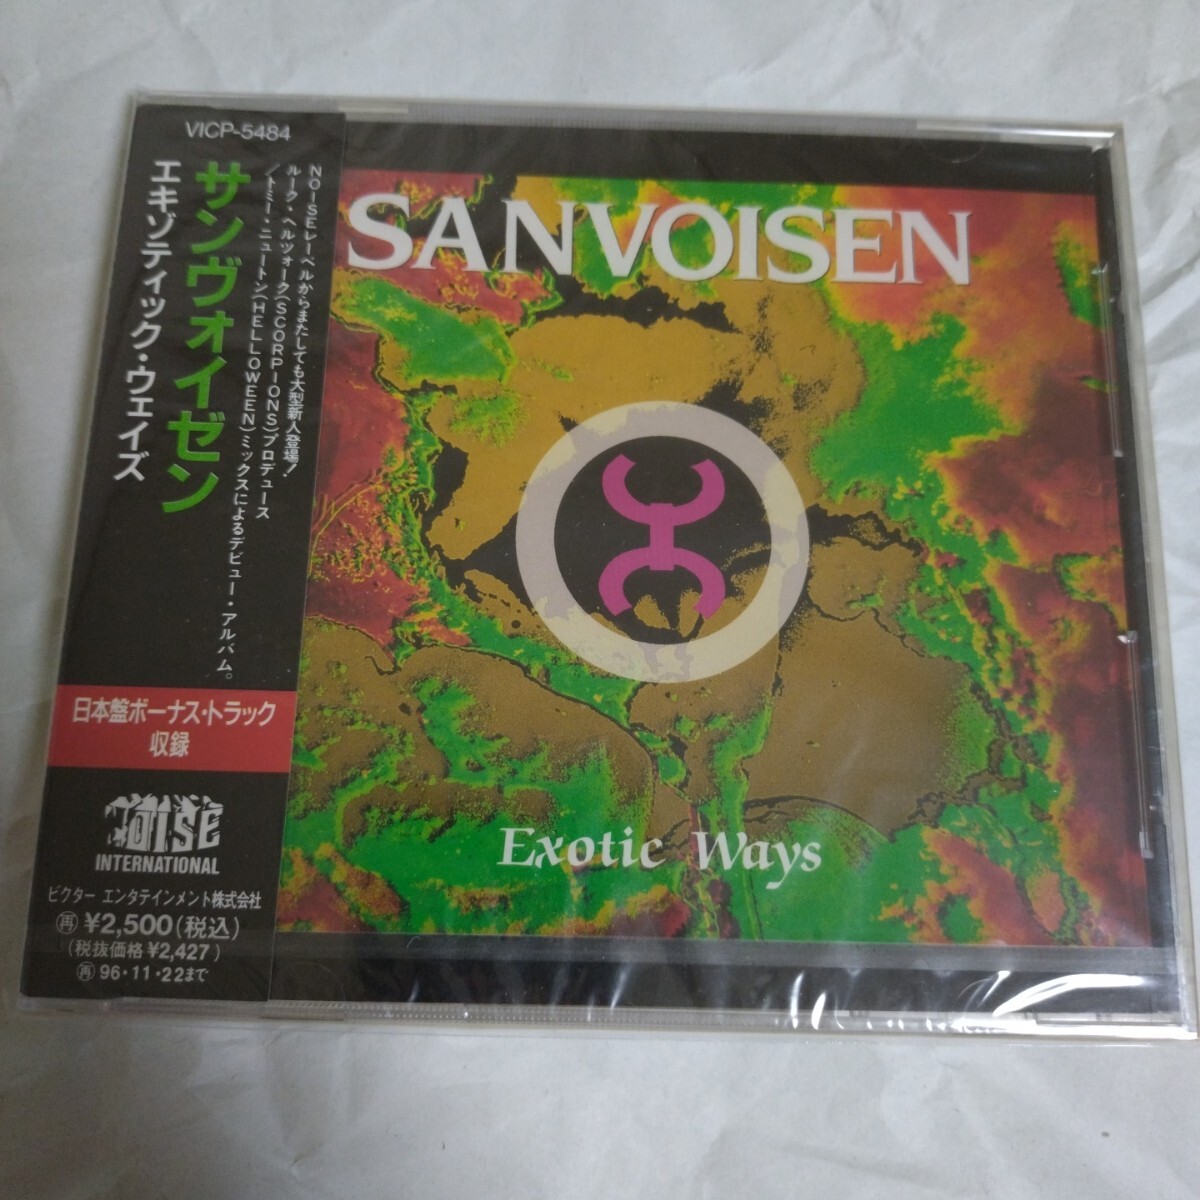 VICP-5484
サンヴォイゼン
エキゾティック・ウェイズ
NOISEレーベルからまたしても大型新人登場!
ルーク・ヘルツォーク(SCORPIONS)プロデュース
/トミー・ニュートン(HELLOWEEN)ミックスによるデビュー・アルバム。
日本盤ボーナス・トラック
収録
NOISE
INTERNATIONAL
ビクター エンタテインメント株式会社
再 ¥2,500(税込)
(税抜価格¥2,427)
再 96・11・22まで
SANVOISEN
Exotic Ways